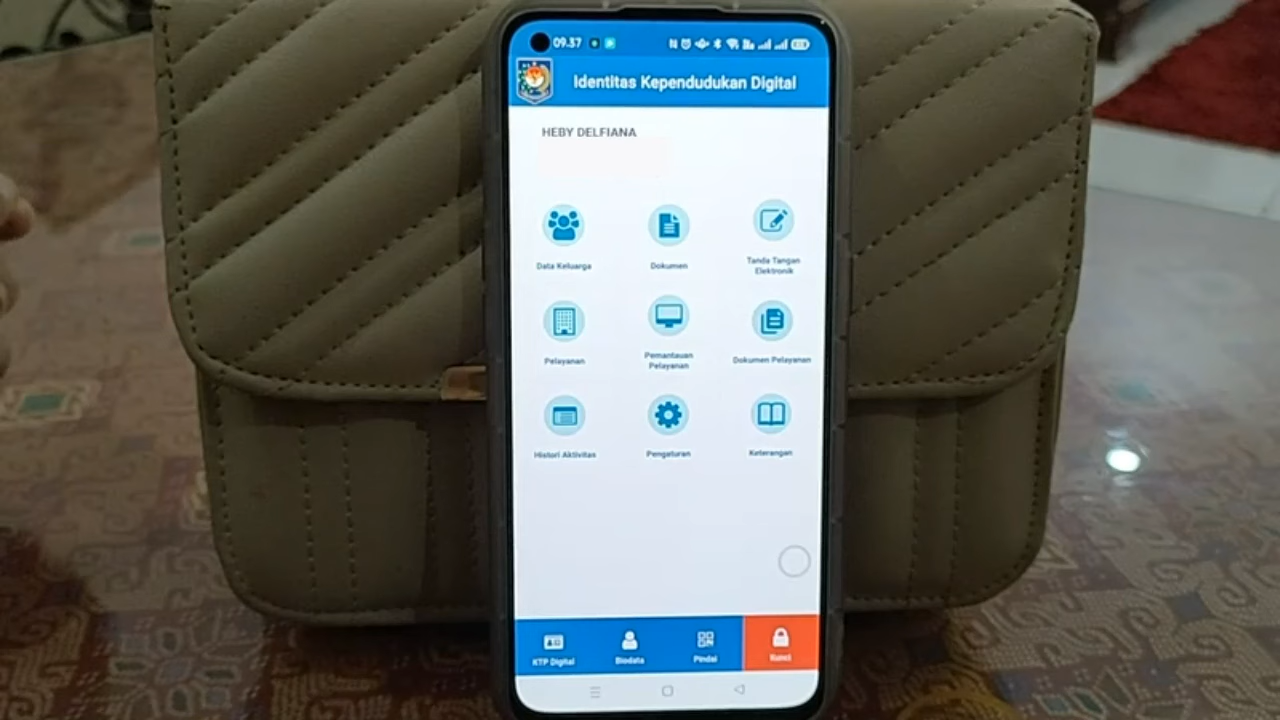 09.37
Identitas Kependudukan Digital
HEBY DELFIANA
Data Keluarga
Dokumen
Tanda Tangan
Elektronik
Pelayanan
Pemantauan
Pelayanan
Dokumen Pelayanan
Histori Aktivitas
Pengaturan
Keterangan
KTP Digital
Biodata
Pindai
Kunci